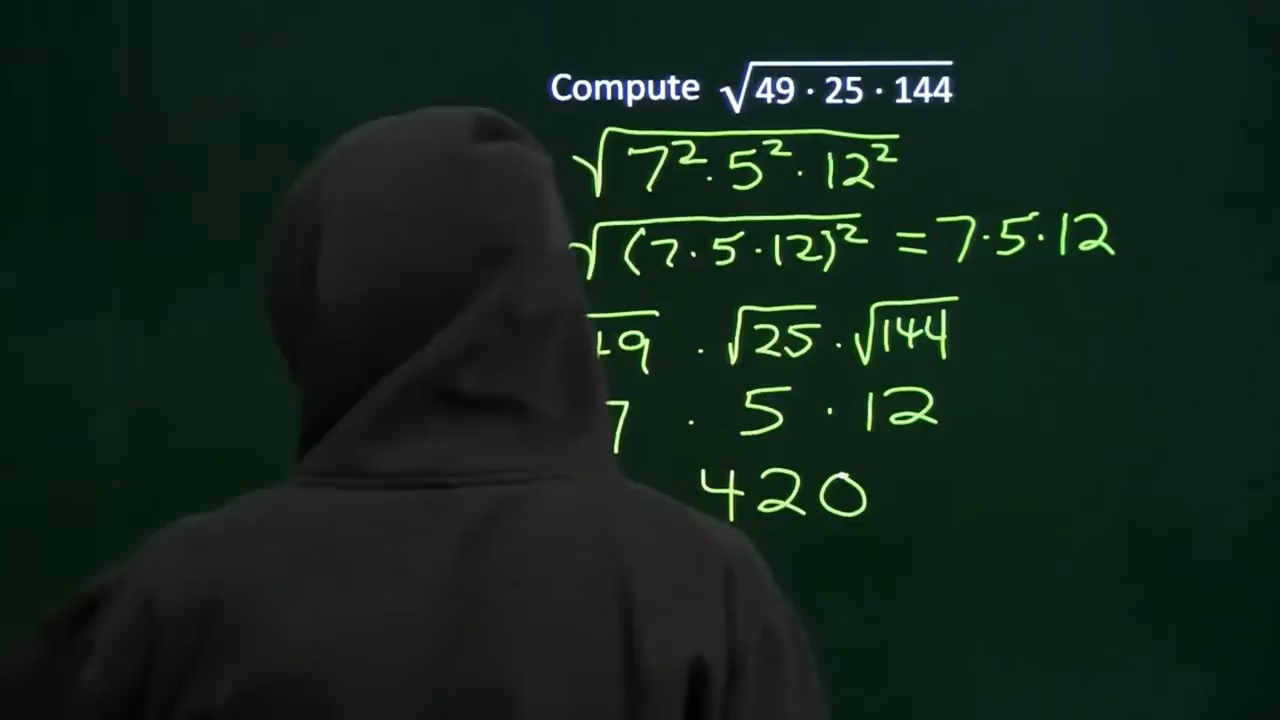 Compute √49 · 25 · 144
√7² · 5² · 12²
√(7 · 5 · 12)² = 7 · 5 · 12
9 · √25 · √144
7 · 5 · 12
420